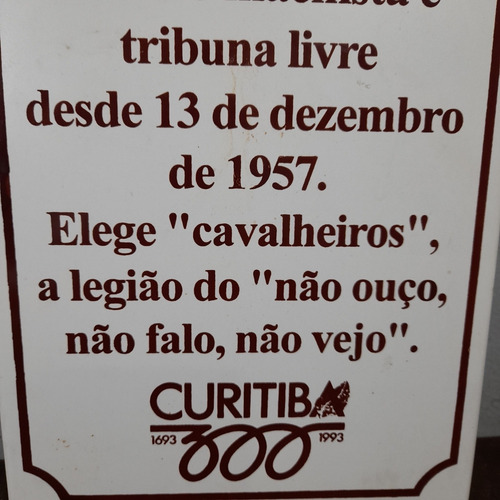 tribuna livre
desde 13 de dezembro
de 1957.
Elege "cavalheiros",
a legião do "não ouço,
não falo, não vejo".
CURITIBA
1693 300 1993